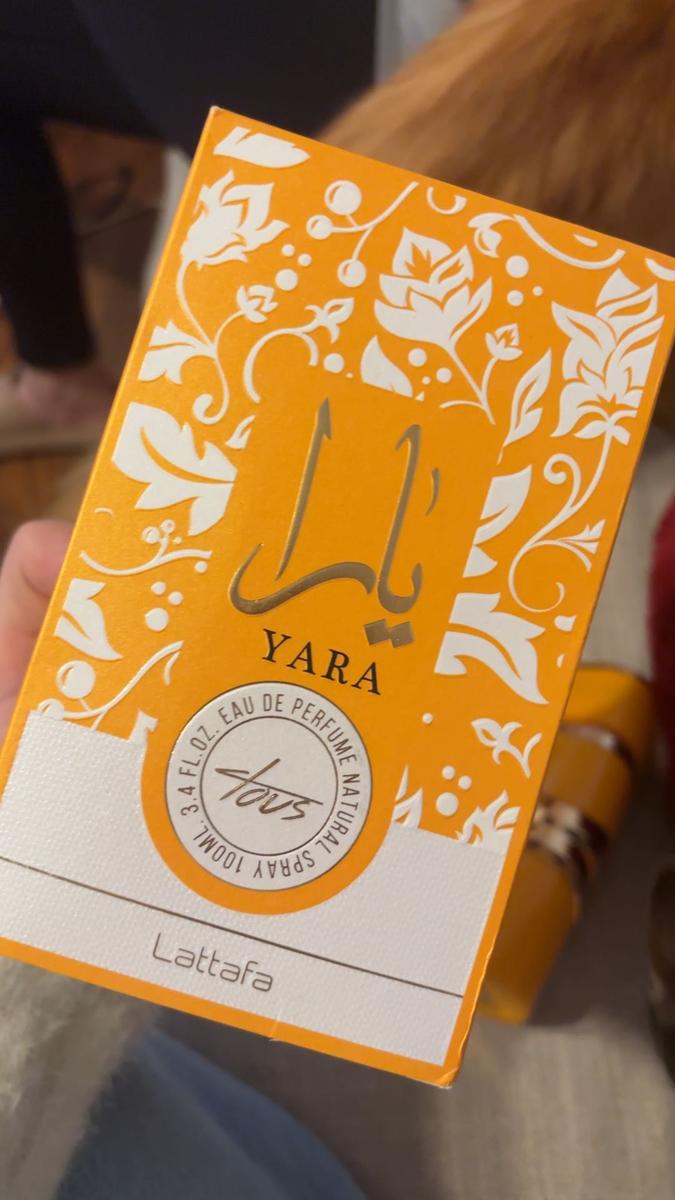 يارا
YARA
EAU DE PERFUME NATURAL SPRAY 100ML. 3.4 FL.OZ.
tous
Lattafa